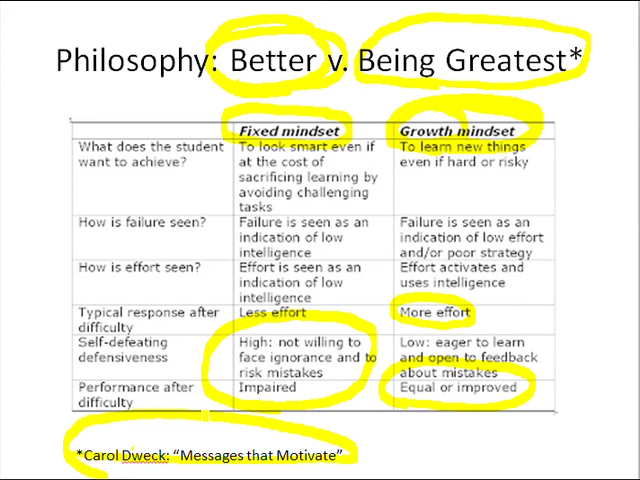 Philosophy: Better v. Being Greatest*
Fixed mindset Growth mindset
What does the student To look smart even if To learn new things
want to achieve? at the cost of even if hard or risky
sacrificing learning by
avoiding challenging
tasks
How is failure seen? Failure is seen as an Failure is seen as an
indication of low indication of low effort
intelligence and/or poor strategy
How is effort seen? Effort is seen as an Effort activates and
indication of low uses intelligence
intelligence
Typical response after Less effort More effort
difficulty
Self-defeating High: not willing to Low: eager to learn
defensiveness face ignorance and to and open to feedback
risk mistakes about mistakes
Performance after Impaired Equal or improved
difficulty
*Carol Dweck: “Messages that Motivate”